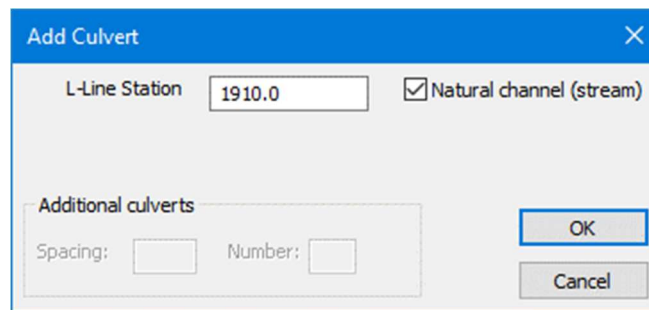 Add Culvert
L-Line Station 1910.0 Natural channel (stream)
Additional culverts
Spacing: Number:
OK
Cancel